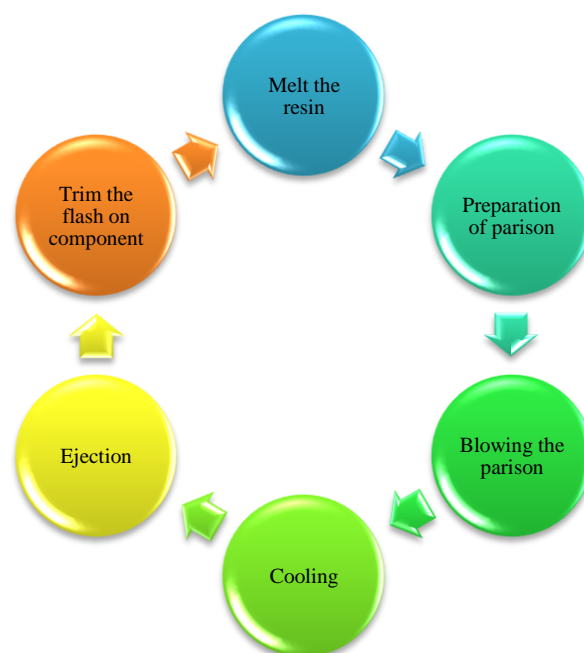 Melt the
resin
Preparation
of parison
Blowing the
parison
Cooling
Ejection
Trim the
flash on
component